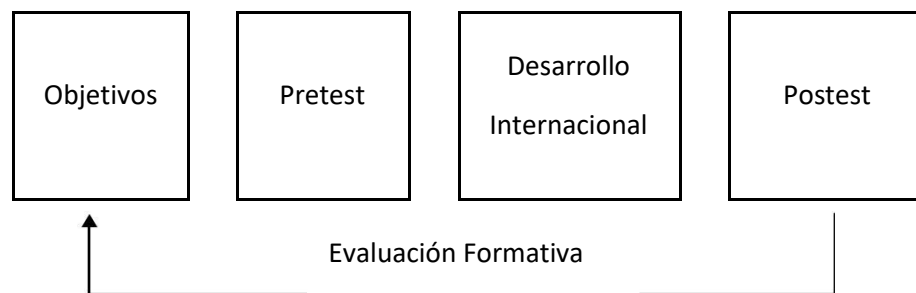 Objetivos
Pretest
Desarrollo
Internacional
Postest
Evaluación Formativa